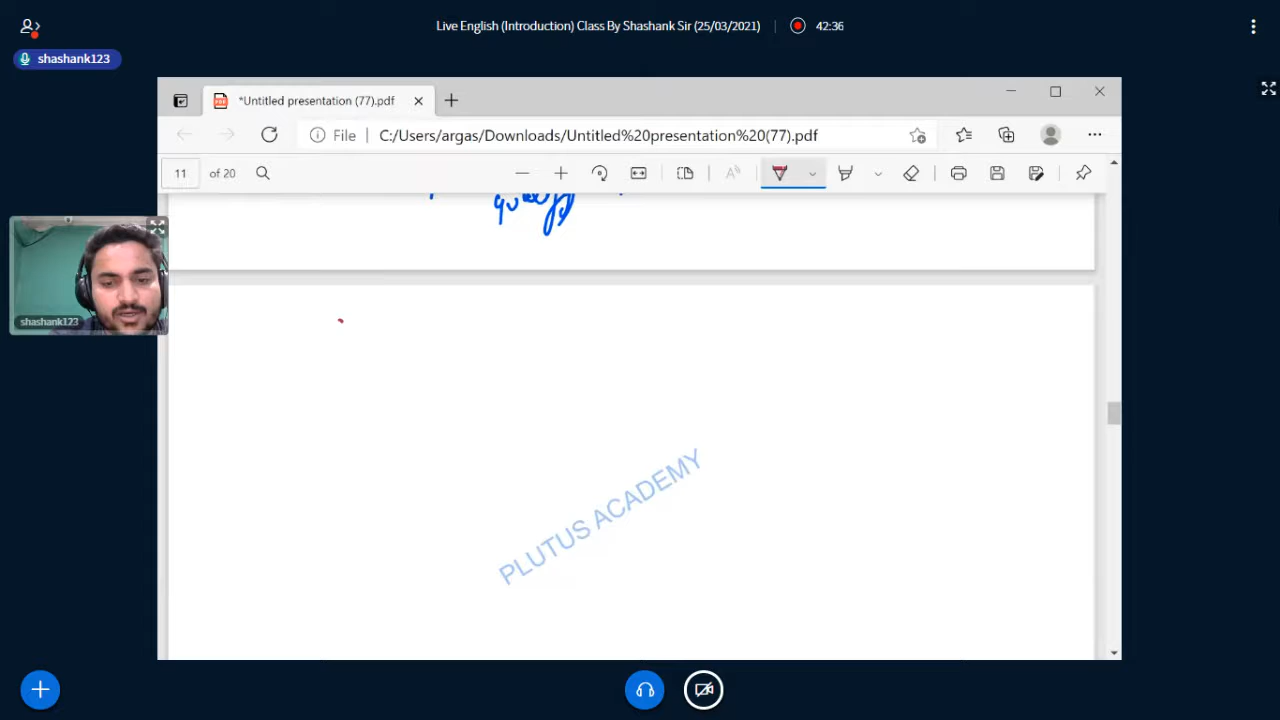 Live English (Introduction) Class By Shashank Sir (25/03/2021)
42:36
shashank123
*Untitled presentation (77).pdf
File
C:/Users/argas/Downloads/Untitled%20presentation%20(77).pdf
11
of 20
shashank123
PLUTUS ACADEMY